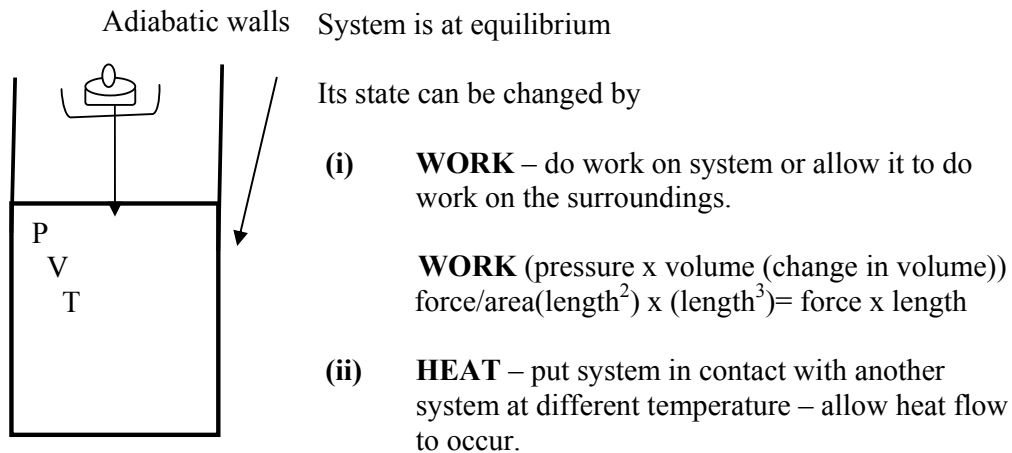 Adiabatic walls System is at equilibrium
Its state can be changed by
(i) WORK – do work on system or allow it to do
work on the surroundings.
P
V
T
WORK (pressure x volume (change in volume))
force/area(length²) x (length³)= force x length
(ii) HEAT – put system in contact with another
system at different temperature – allow heat flow
to occur.